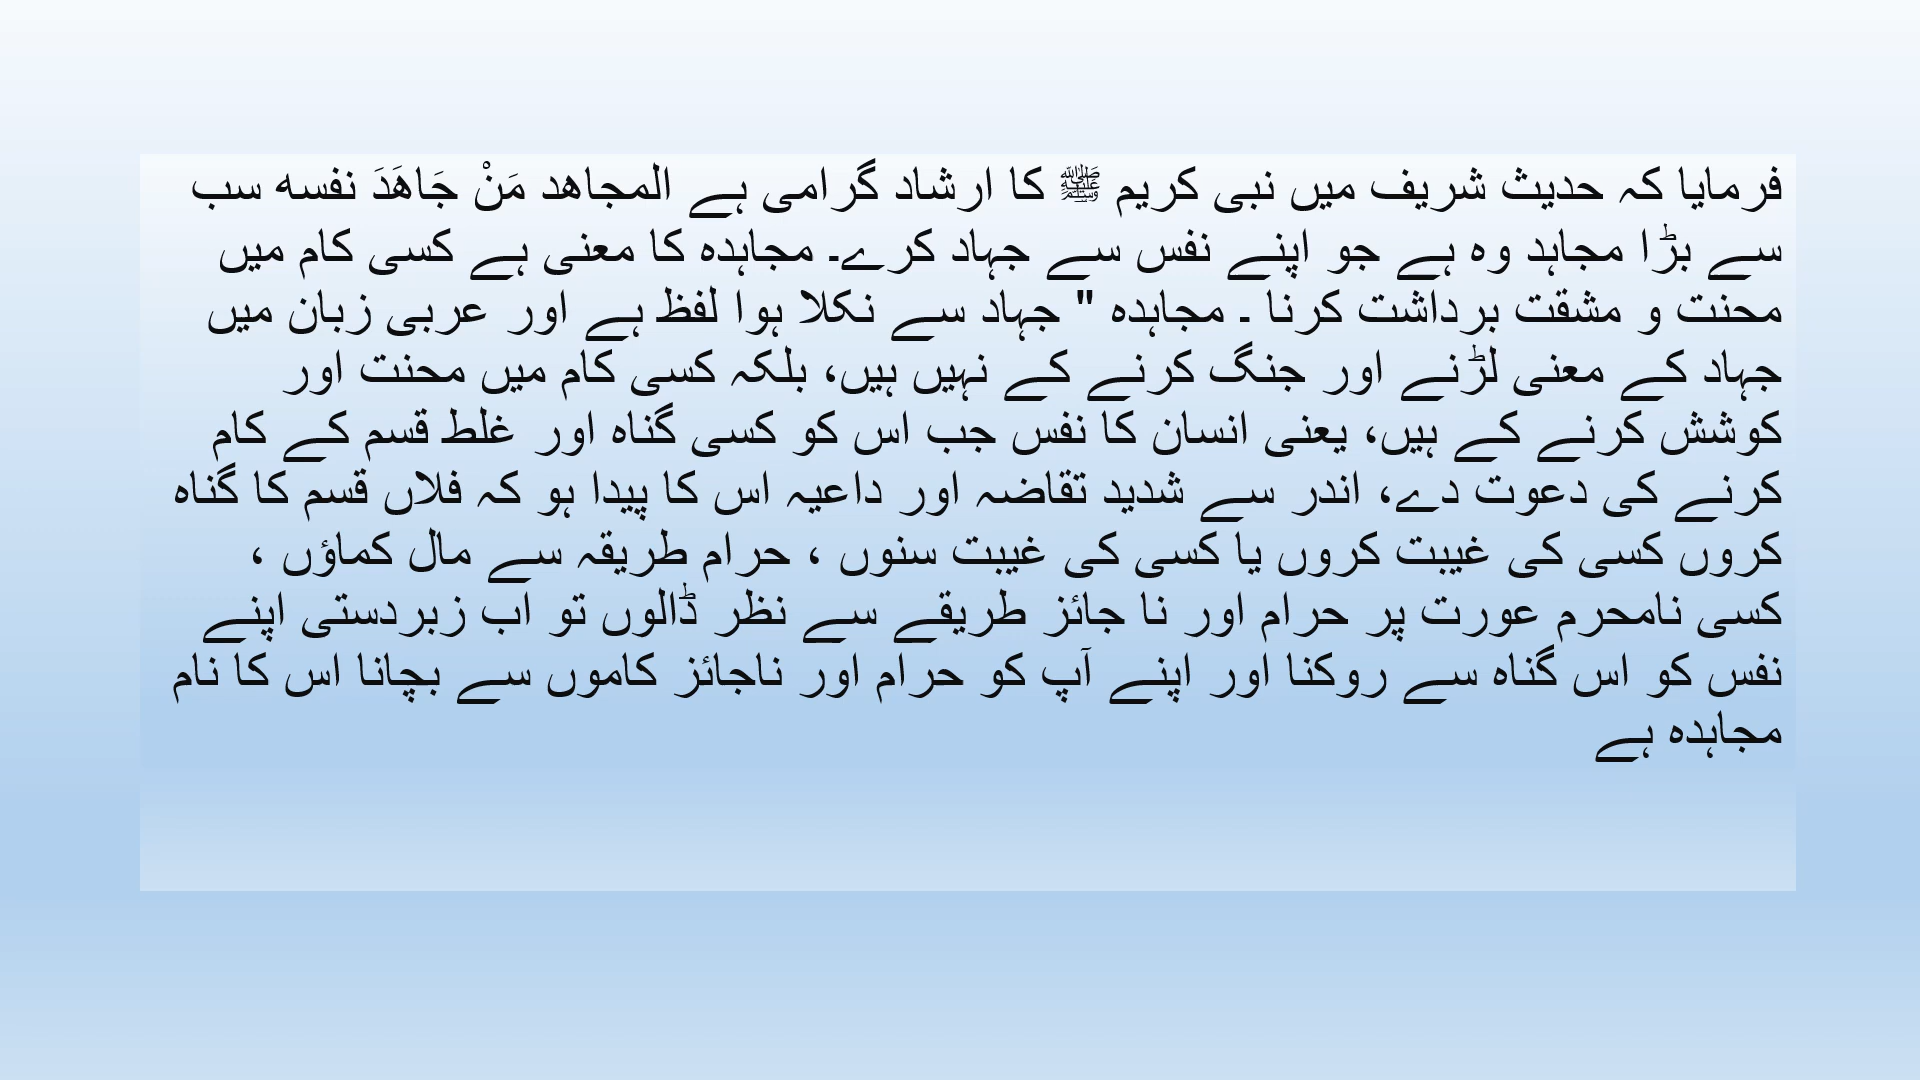 فرمایا کہ حدیث شریف میں نبی کریم ﷺ کا ارشاد گرامی ہے المجاهد مَنْ جَاهَدَ نفسه سب
سے بڑا مجاہد وہ ہے جو اپنے نفس سے جہاد کرے۔ مجاہدہ کا معنی ہے کسی کام میں
محنت و مشقت برداشت کرنا ۔ مجاہدہ " جہاد سے نکلا ہوا لفظ ہے اور عربی زبان میں
جہاد کے معنی لڑنے اور جنگ کرنے کے نہیں ہیں، بلکہ کسی کام میں محنت اور
کوشش کرنے کے ہیں، یعنی انسان کا نفس جب اس کو کسی گناہ اور غلط قسم کے کام
کرنے کی دعوت دے، اندر سے شدید تقاضہ اور داعیہ اس کا پیدا ہو کہ فلاں قسم کا گناہ
کروں کسی کی غیبت کروں یا کسی کی غیبت سنوں ، حرام طریقہ سے مال کماؤں ،
کسی نامحرم عورت پر حرام اور نا جائز طریقے سے نظر ڈالوں تو اب زبردستی اپنے
نفس کو اس گناہ سے روکنا اور اپنے آپ کو حرام اور ناجائز کاموں سے بچانا اس کا نام
مجاہدہ ہے